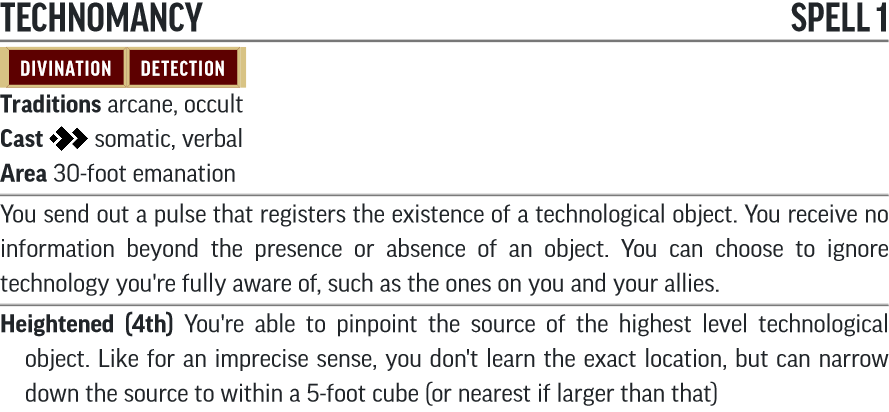 TECHNOMANCY SPELL 1
DIVINATION DETECTION
Traditions arcane, occult
Cast somatic, verbal
Area 30-foot emanation
You send out a pulse that registers the existence of a technological object. You receive no
information beyond the presence or absence of an object. You can choose to ignore
technology you're fully aware of, such as the ones on you and your allies.
Heightened (4th) You're able to pinpoint the source of the highest level technological
object. Like for an imprecise sense, you don't learn the exact location, but can narrow
down the source to within a 5-foot cube (or nearest if larger than that)